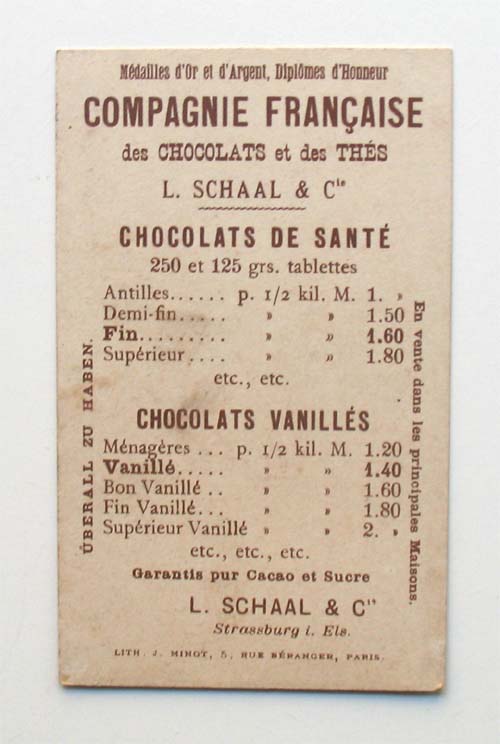 Médailles d'Or et d'Argent, Diplômes d'Honneur
COMPAGNIE FRANÇAISE
des CHOCOLATS et des THÉS
L. SCHAAL & Cie
CHOCOLATS DE SANTÉ
250 et 125 grs. tablettes
Antilles...... p. 1/2 kil. M. 1. »
Demi-fin..... » » 1.50
Fin......... » » 1.60
Supérieur.... » » 1.80
etc., etc.
CHOCOLATS VANILLÉS
Ménagères ... p. 1/2 kil. M. 1.20
Vanillé..... » » 1.40
Bon Vanillé .. » » 1.60
Fin Vanillé... » » 1.80
Supérieur Vanillé » » 2. »
etc., etc., etc.
Garantis pur Cacao et Sucre
L. SCHAAL & Cie
Strassburg i. Els.
LITH. J. MINOT, 5, RUE BÉRANGER, PARIS.
ÜBERALL ZU HABEN.
En vente dans les principales Maisons.